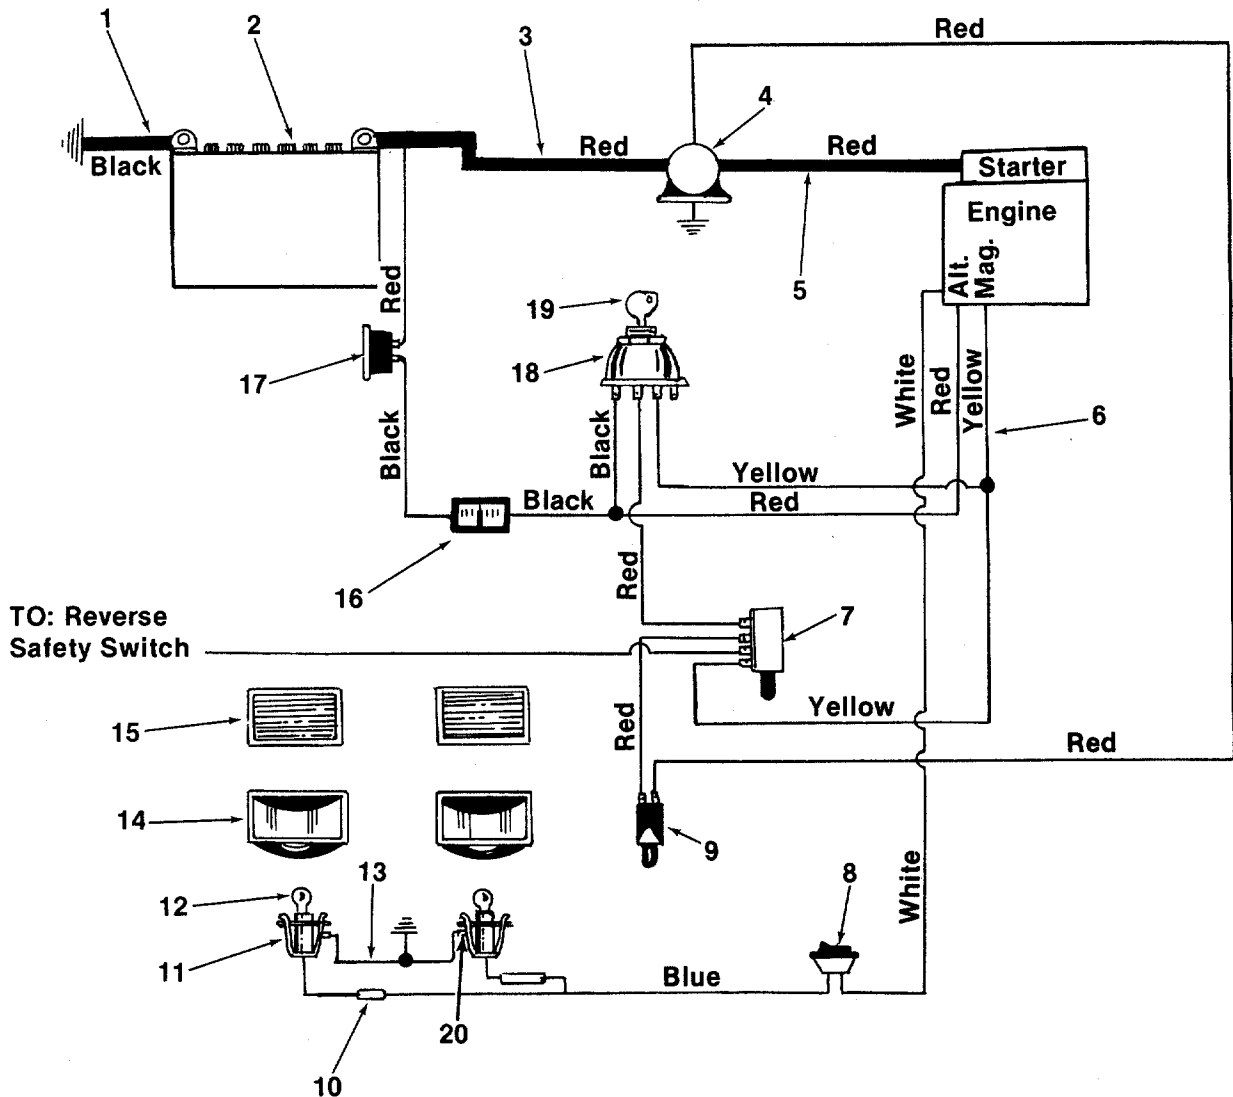 1
2
3
Red
4
Black
Red
Red
Starter
Engine
Alt.
Mag.
5
Red
19
18
17
White
Red
Yellow
6
Black
Black
Yellow
Black
Red
16
Red
TO: Reverse
Safety Switch
7
Yellow
15
Red
Red
14
9
13
12
8
White
11
Blue
20
10